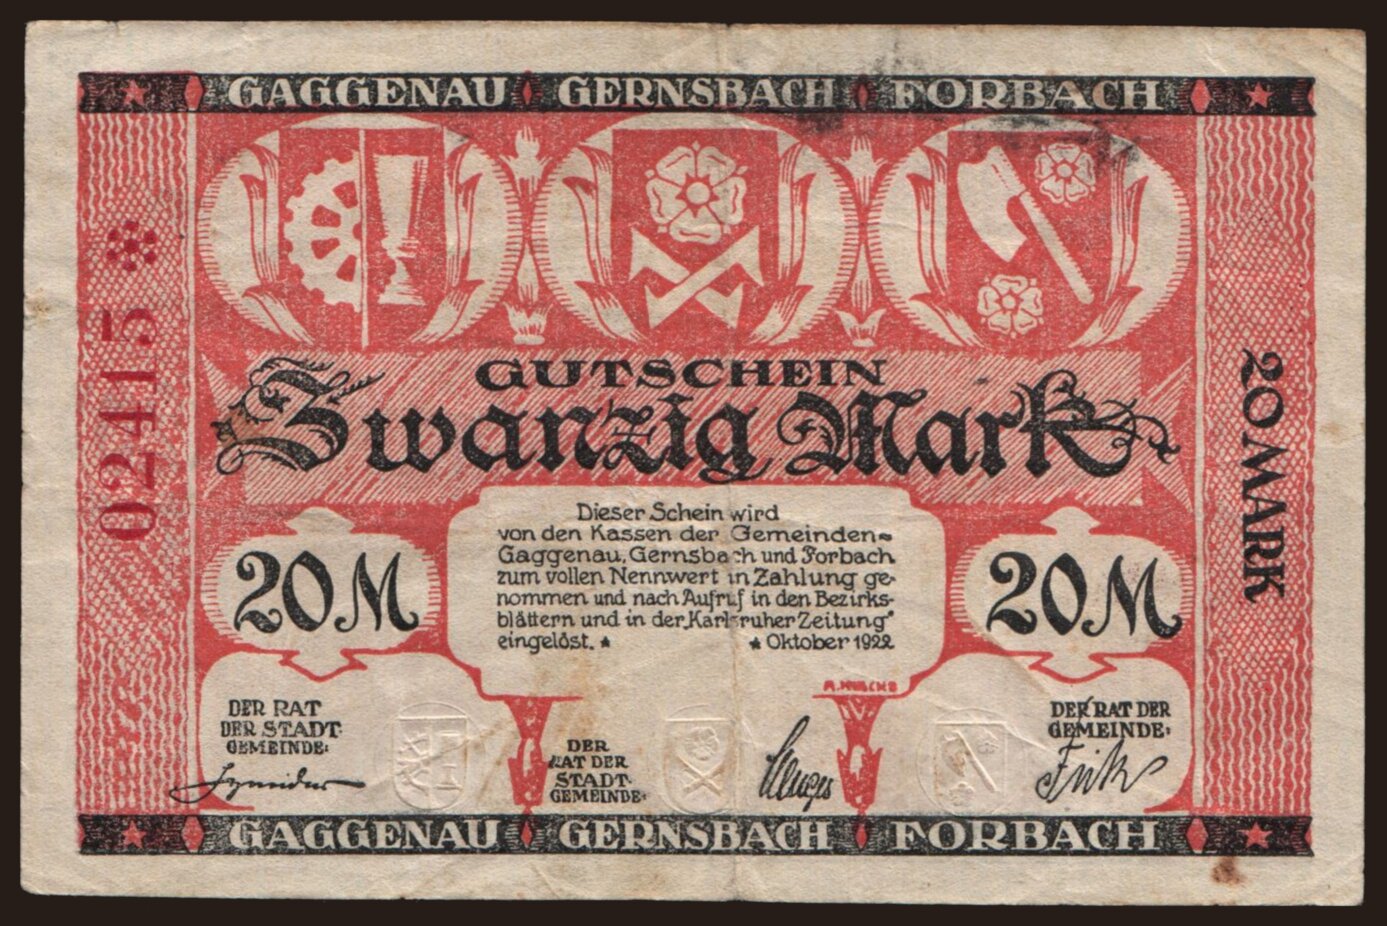 GAGGENAU GERNSBACH FORBACH
02415
GUTSCHEIN
Zwanzig Mark
20 MARK
Dieser Schein wird
von den Kassen der Gemeinden=
Gaggenau, Gernsbach und Forbach
zum vollen Nennwert in Zahlung ge-
nommen und nach Aufruf in den Bezirks-
blättern und in der „Karlsruher Zeitung"
eingelöst. * * Oktober 1922
20 M
20 M
DER RAT
DER STADT-
GEMEINDE:
DER
RAT DER
STADT-
GEMEINDE:
DER RAT DER
GEMEINDE:
GAGGENAU GERNSBACH FORBACH